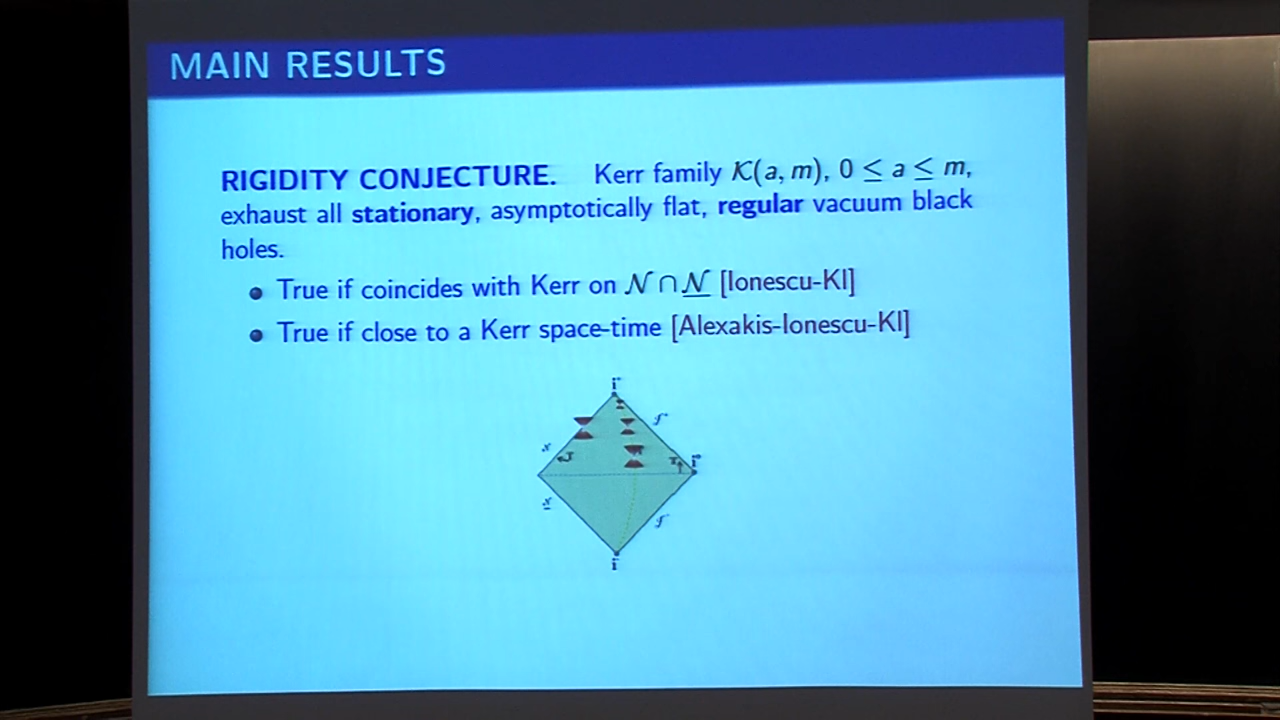 MAIN RESULTS
RIGIDITY CONJECTURE. Kerr family K(a, m), 0 ≤ a ≤ m,
exhaust all stationary, asymptotically flat, regular vacuum black
holes.
• True if coincides with Kerr on N ∩ N [Ionescu-Kl]
• True if close to a Kerr space-time [Alexakis-Ionescu-Kl]